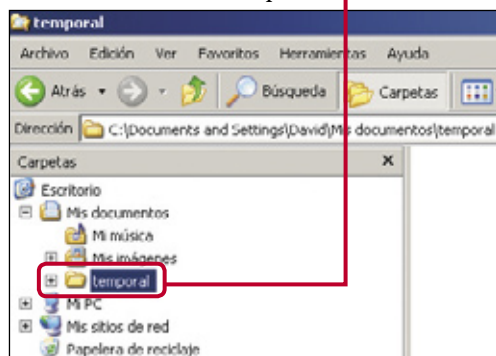 temporal
Archivo Edición Ver Favoritos Herramientas Ayuda
Atrás Búsqueda Carpetas
Dirección C:\Documents and Settings\David\Mis documentos\temporal
Carpetas x
Escritorio
Mis documentos
Mi música
Mis imágenes
temporal
Mi PC
Mis sitios de red
Papelera de reciclaje